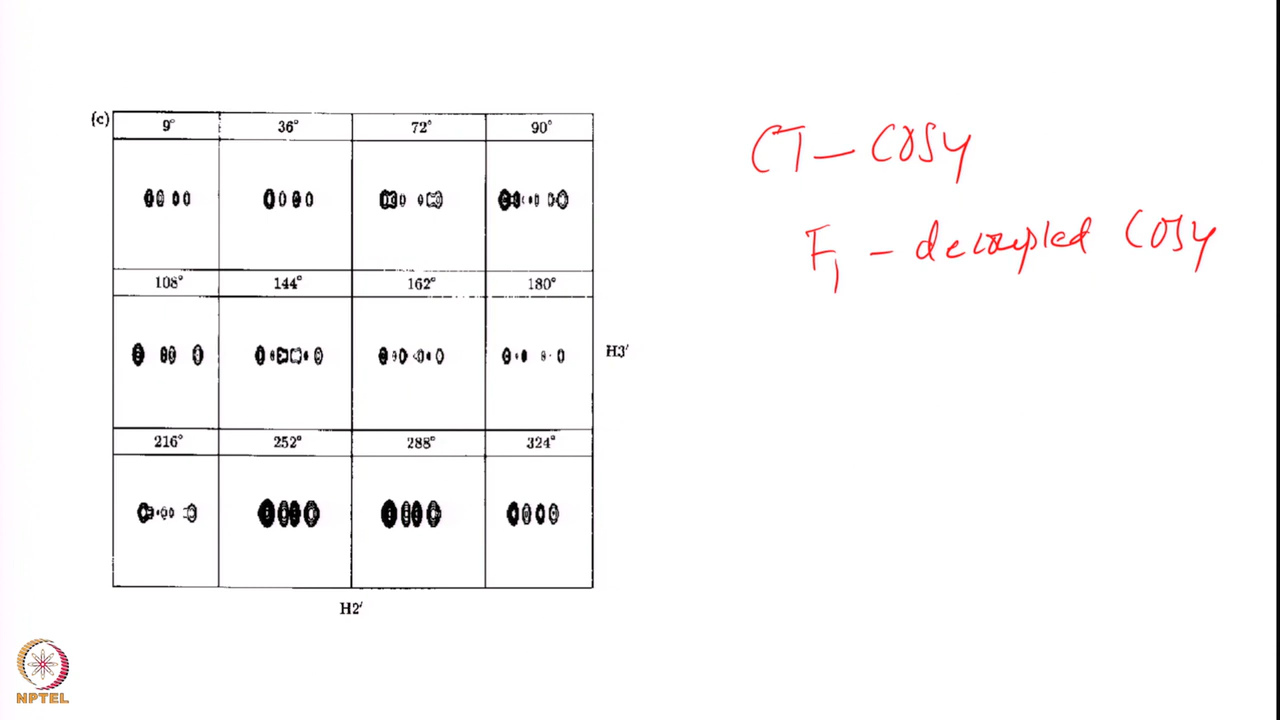 (c)
9° 36° 72° 90°
108° 144° 162° 180°
H3′
216° 252° 288° 324°
H2′
CT - COSY
F1 - decoupled COSY
NPTEL